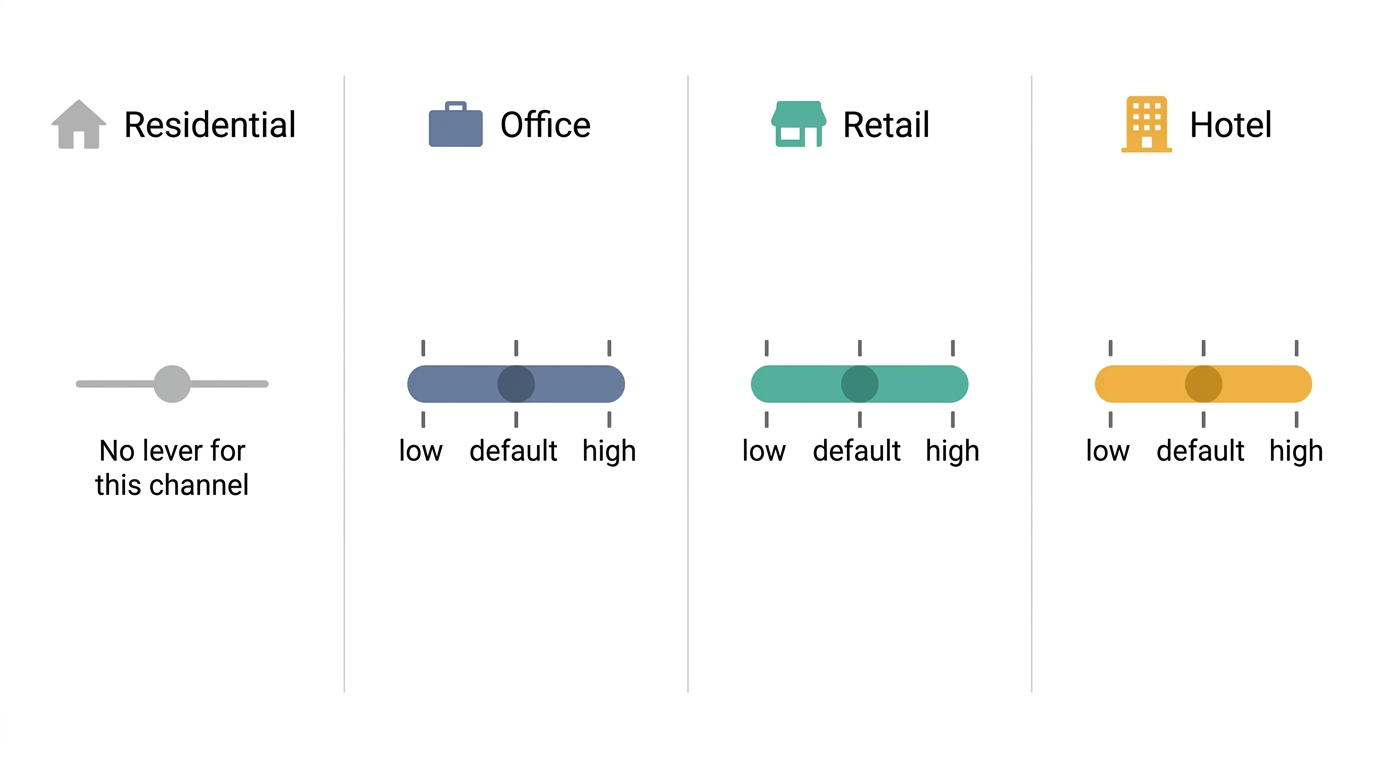 Residential
Office
Retail
Hotel
No lever for
this channel
low default high
low default high
low default high